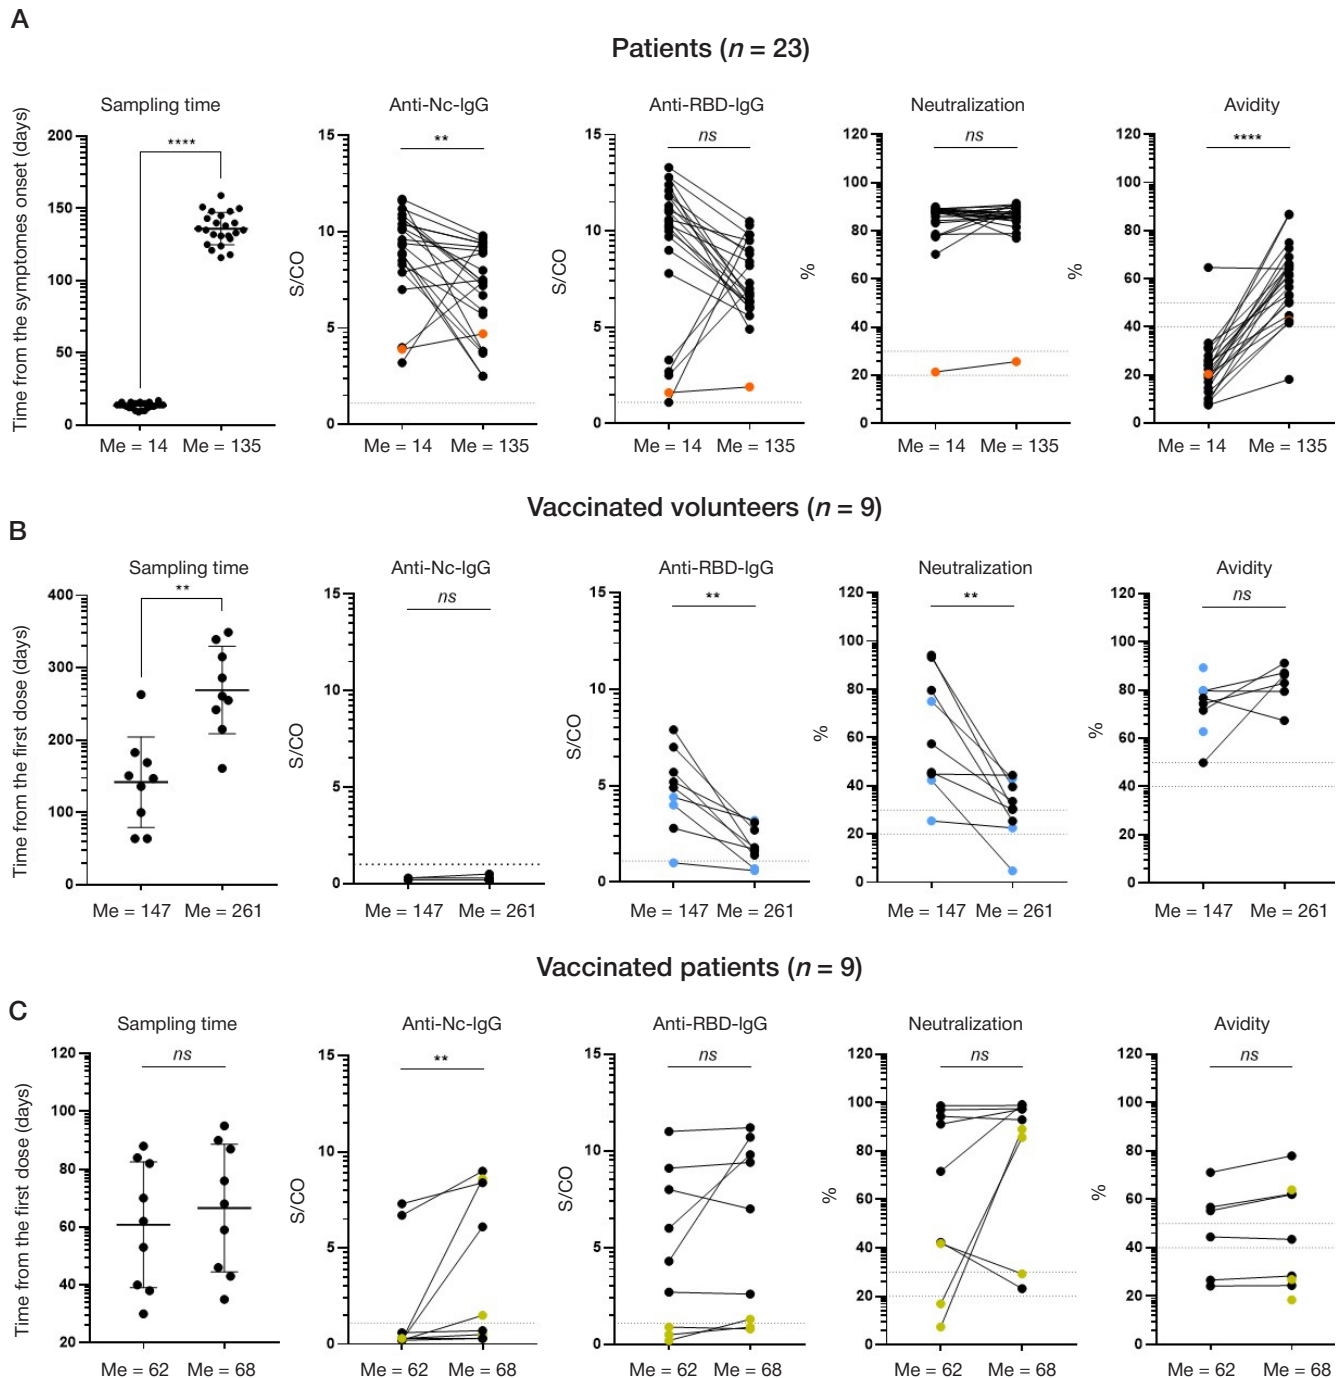 A
Patients (n = 23)
Sampling time
Anti-Nc-IgG
Anti-RBD-IgG
Neutralization
Avidity
Time from the symptomes onset (days)
200
150
100
50
0
****
Me = 14 Me = 135
S/CO
15
10
5
0
**
Me = 14 Me = 135
S/CO
15
10
5
0
ns
Me = 14 Me = 135
%
120
100
80
60
40
20
0
ns
Me = 14 Me = 135
%
120
100
80
60
40
20
0
****
Me = 14 Me = 135
B
Vaccinated volunteers (n = 9)
Sampling time
Anti-Nc-IgG
Anti-RBD-IgG
Neutralization
Avidity
Time from the first dose (days)
400
300
200
100
0
**
Me = 147 Me = 261
S/CO
15
10
5
0
ns
Me = 147 Me = 261
S/CO
15
10
5
0
**
Me = 147 Me = 261
%
120
100
80
60
40
20
0
**
Me = 147 Me = 261
%
120
100
80
60
40
20
0
ns
Me = 147 Me = 261
C
Vaccinated patients (n = 9)
Sampling time
Anti-Nc-IgG
Anti-RBD-IgG
Neutralization
Avidity
Time from the first dose (days)
120
100
80
60
40
20
ns
Me = 62 Me = 68
S/CO
15
10
5
0
**
Me = 62 Me = 68
S/CO
15
10
5
0
ns
Me = 62 Me = 68
%
120
100
80
60
40
20
0
ns
Me = 62 Me = 68
%
120
100
80
60
40
20
0
ns
Me = 62 Me = 68